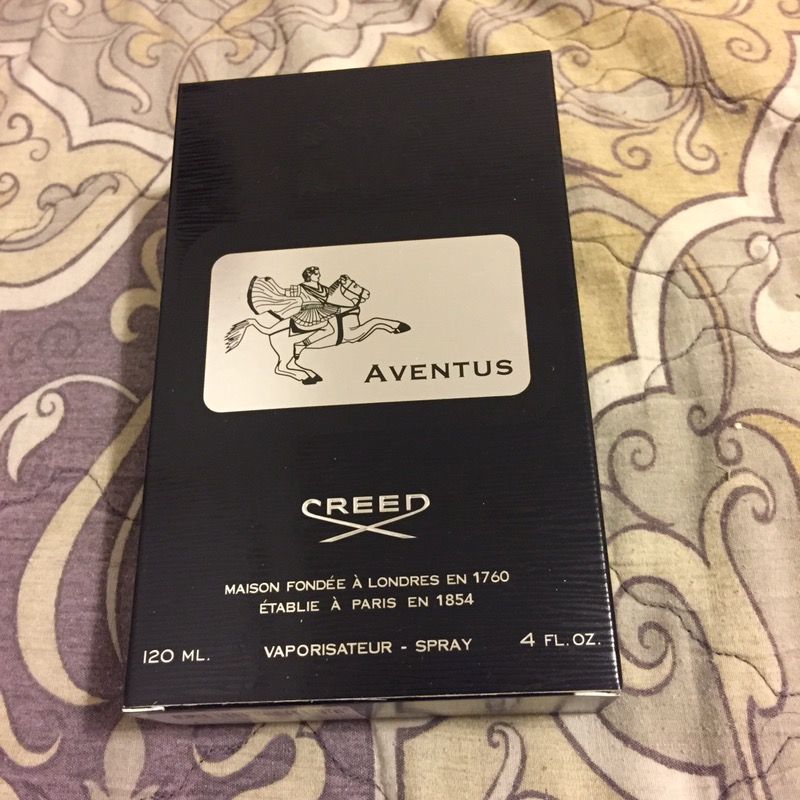 AVENTUS
CREED
MAISON FONDÉE À LONDRES EN 1760
ÉTABLIE À PARIS EN 1854
120 ML. VAPORISATEUR - SPRAY 4 FL. OZ.